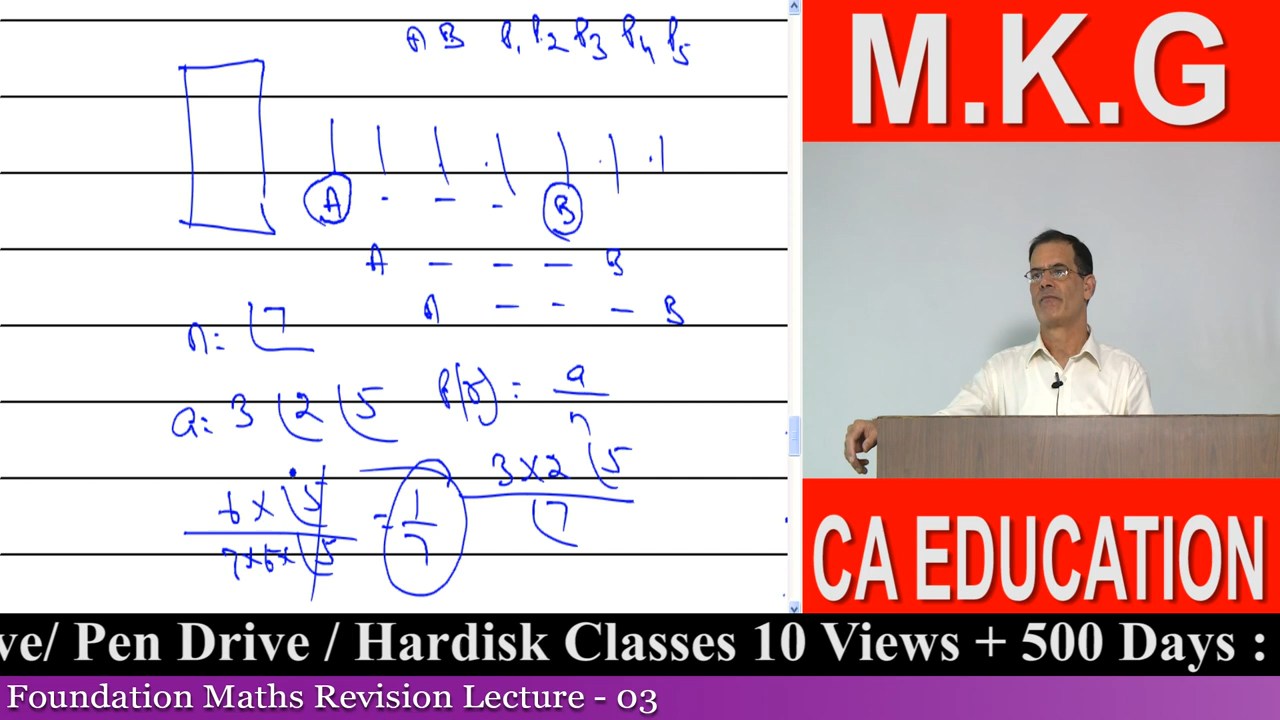 A B P1 P2 P3 P4 P5
A - - - B
A - - - B
A - - - B
n = ⌊7
a = 3 ⌊2 ⌊5 P(r) = a/n
6 × ⌊5 / 7×6×⌊5 = 1/7 3×2 ⌊5 / ⌊7
M.K.G
CA EDUCATION
ve/ Pen Drive / Hardisk Classes 10 Views + 500 Days :
Foundation Maths Revision Lecture - 03